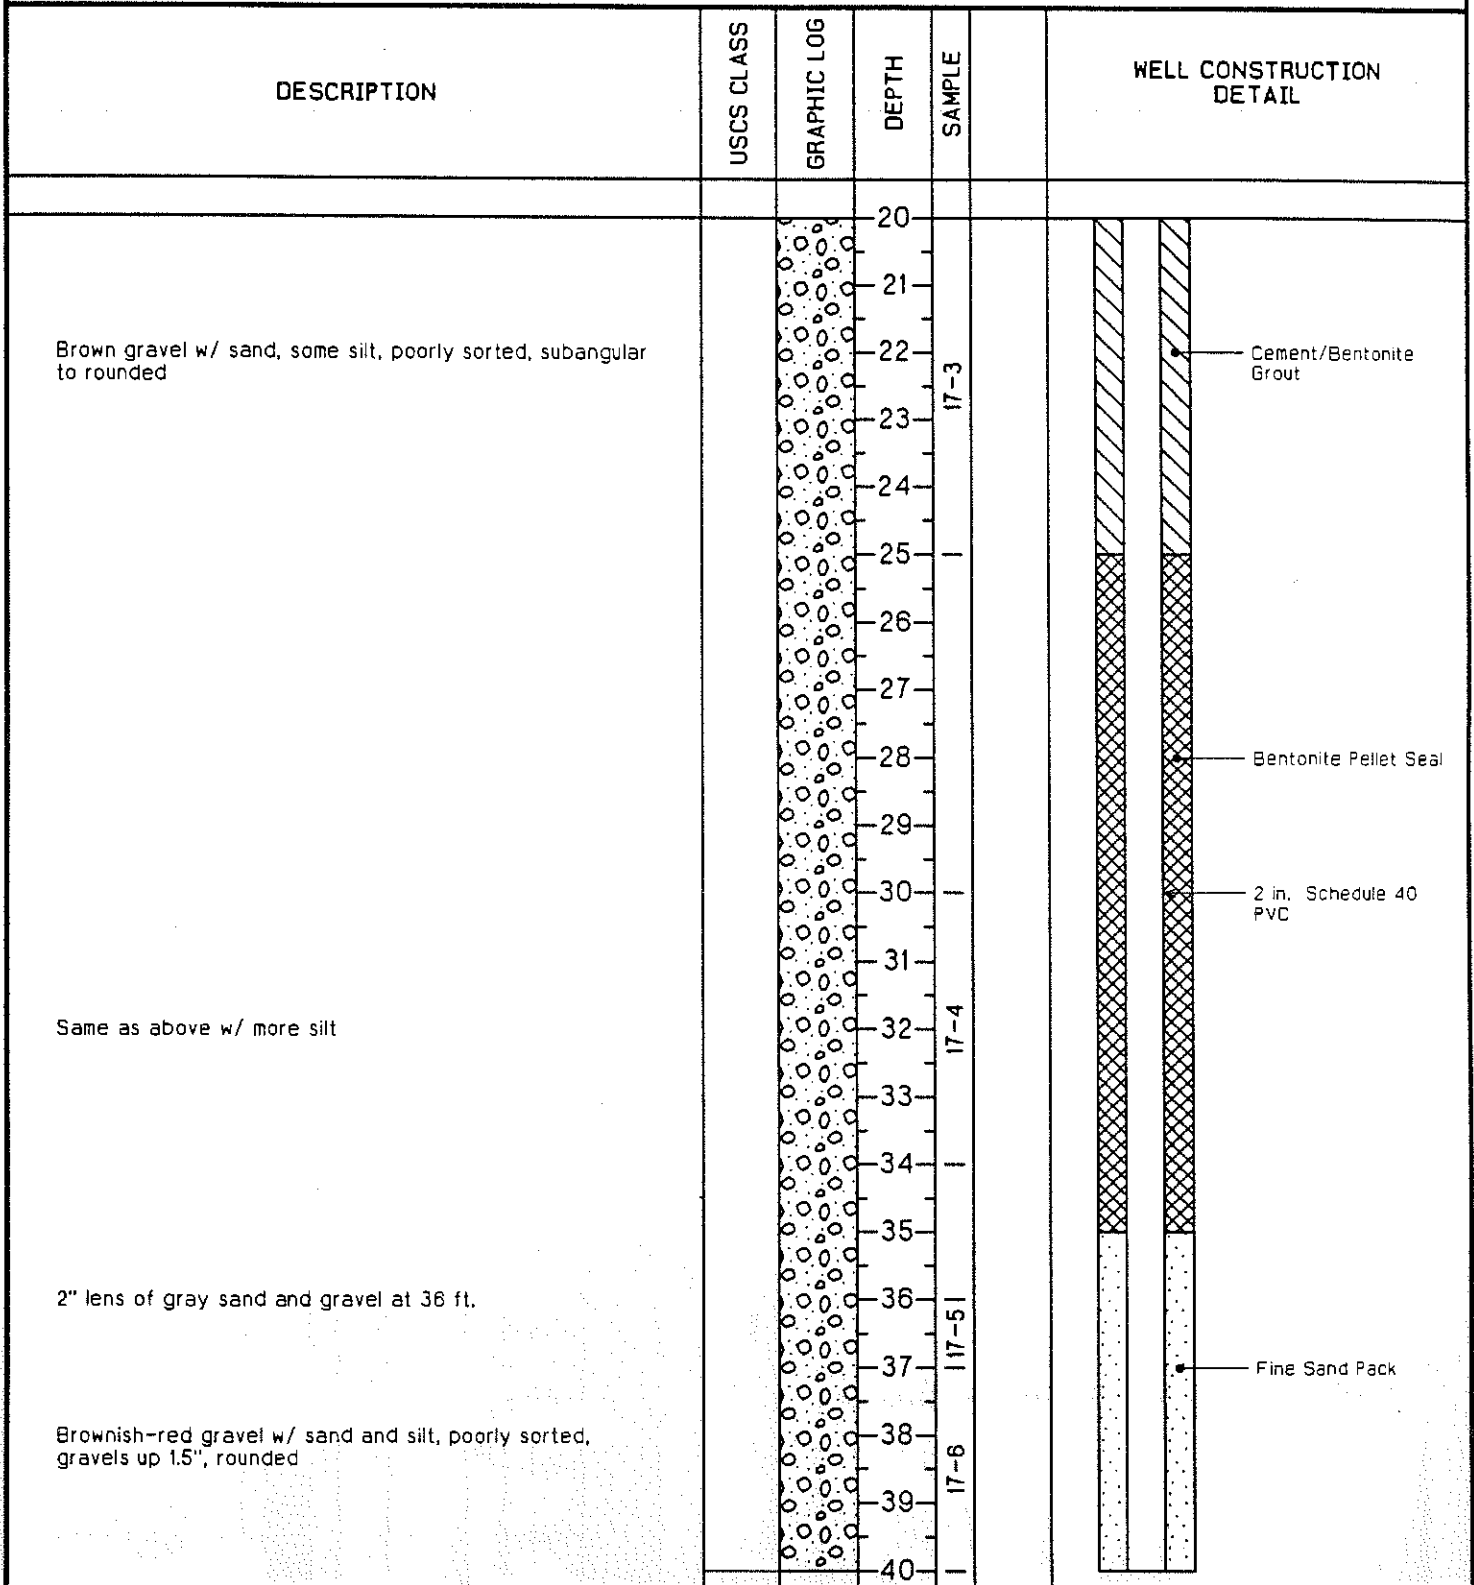 DESCRIPTION
USCS CLASS
GRAPHIC LOG
DEPTH
SAMPLE
WELL CONSTRUCTION
DETAIL
20
21
Brown gravel w/ sand, some silt, poorly sorted, subangular
to rounded
22
Cement/Bentonite
Grout
17-3
23
24
25
26
27
28
Bentonite Pellet Seal
29
30
2 in. Schedule 40
PVC
31
Same as above w/ more silt
32
17-4
33
34
35
2" lens of gray sand and gravel at 36 ft.
36
17-5
37
Fine Sand Pack
Brownish-red gravel w/ sand and silt, poorly sorted,
gravels up 1.5", rounded
38
17-6
39
40